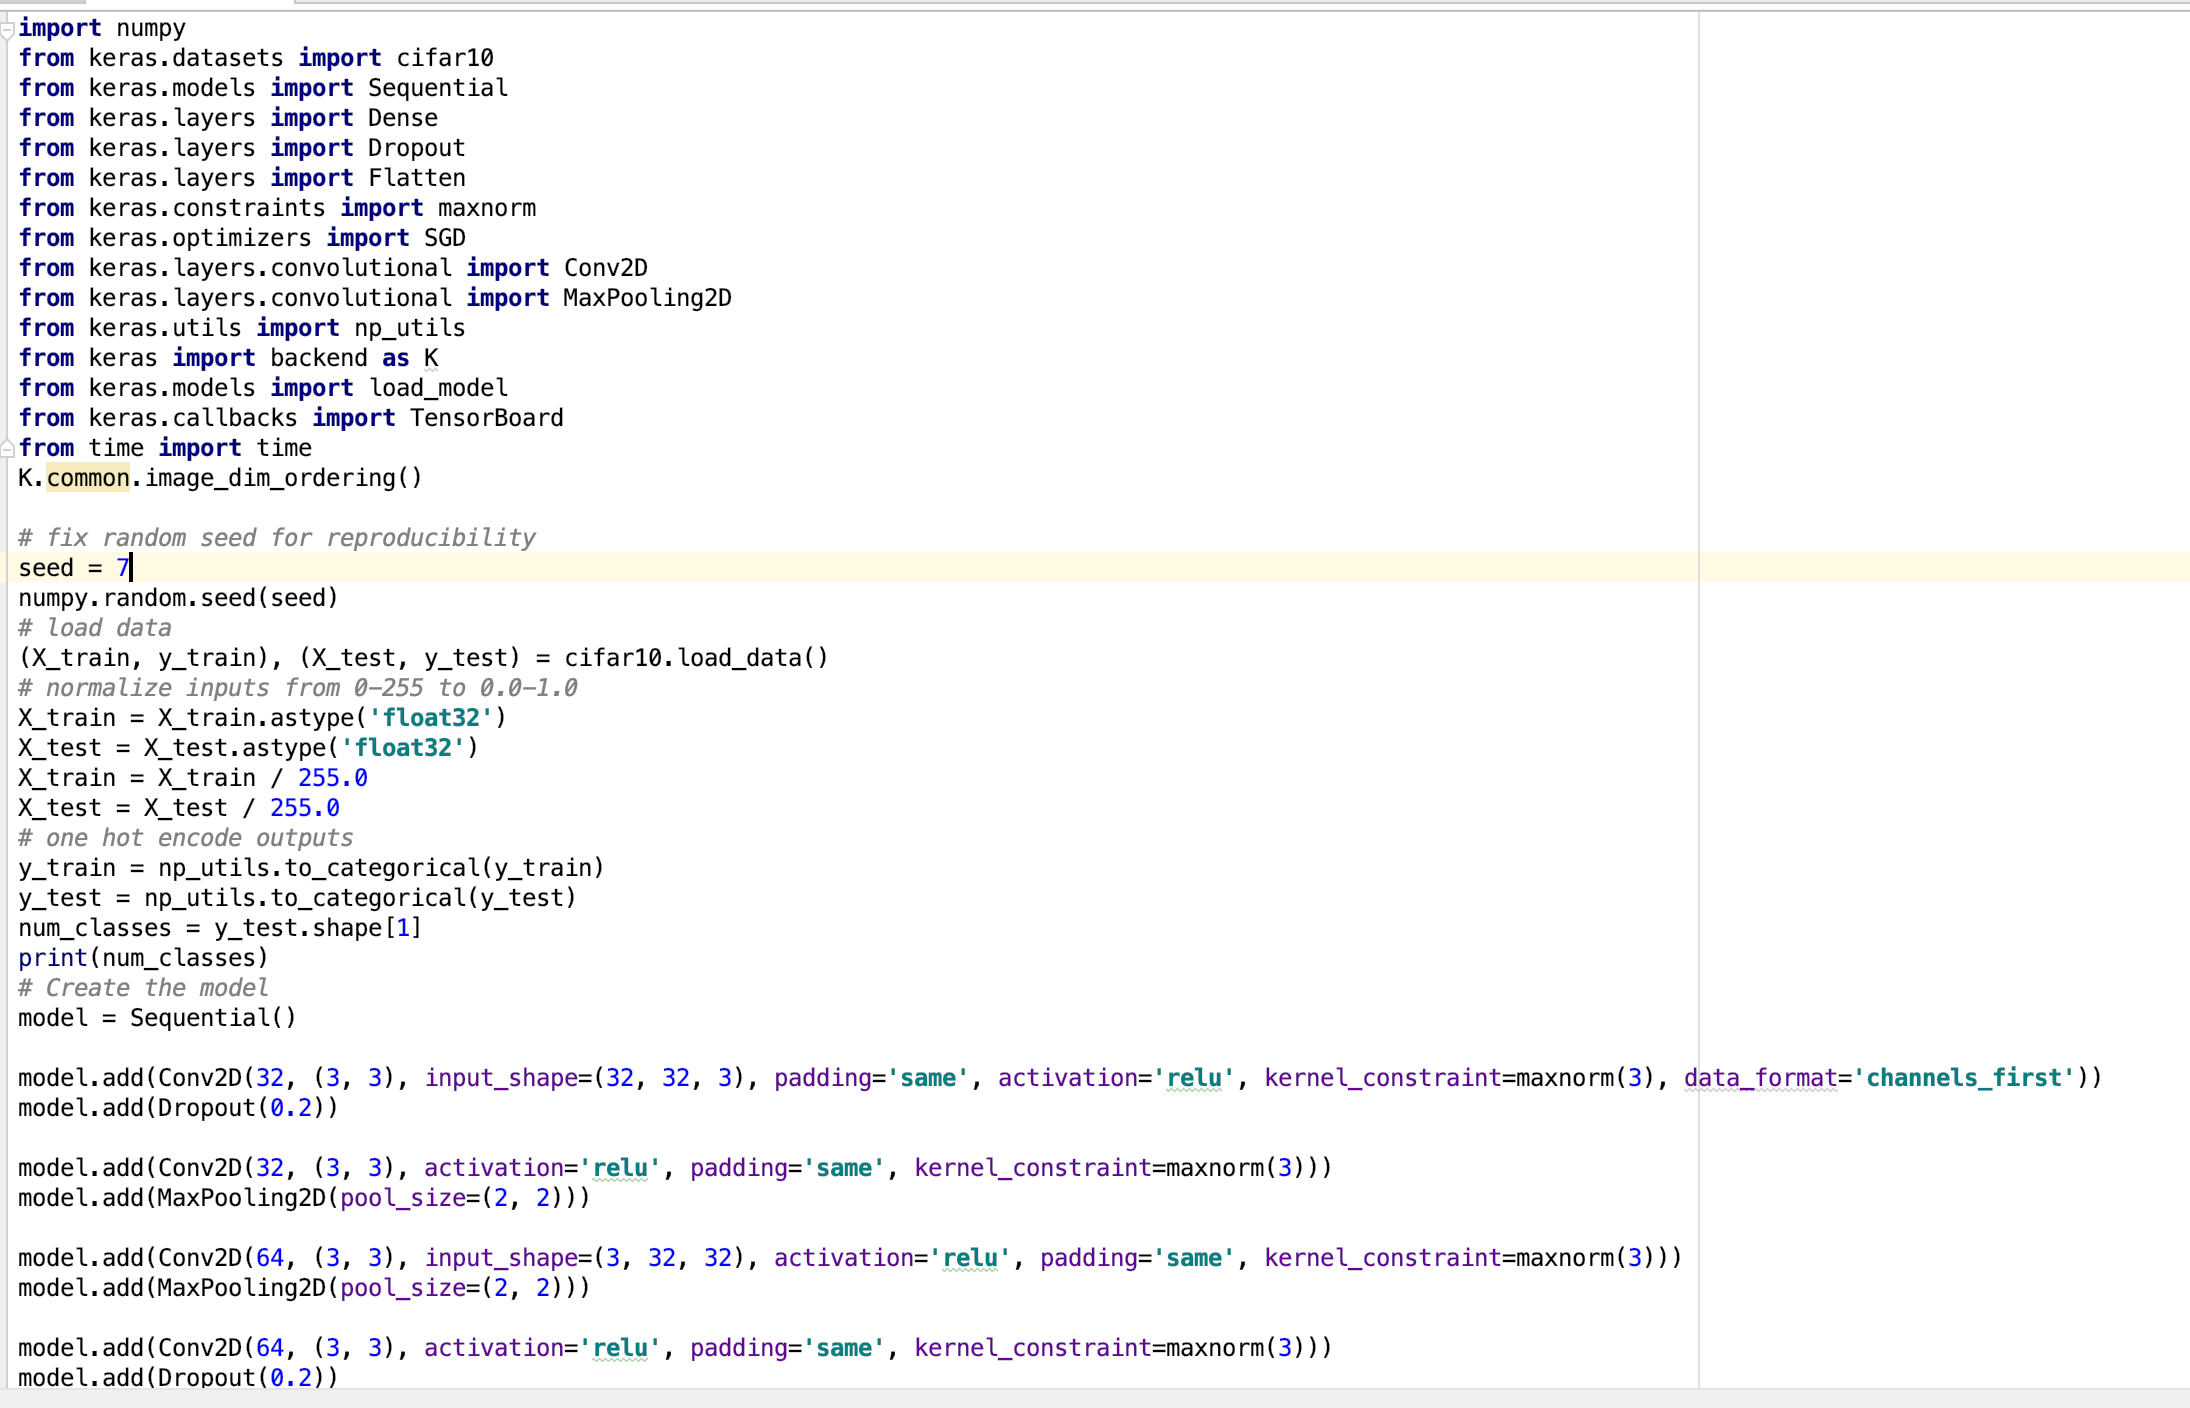 import numpy
from keras.datasets import cifar10
from keras.models import Sequential
from keras.layers import Dense
from keras.layers import Dropout
from keras.layers import Flatten
from keras.constraints import maxnorm
from keras.optimizers import SGD
from keras.layers.convolutional import Conv2D
from keras.layers.convolutional import MaxPooling2D
from keras.utils import np_utils
from keras import backend as K
from keras.models import load_model
from keras.callbacks import TensorBoard
from time import time
K.common.image_dim_ordering()
# fix random seed for reproducibility
seed = 7
numpy.random.seed(seed)
# load data
(X_train, y_train), (X_test, y_test) = cifar10.load_data()
# normalize inputs from 0-255 to 0.0-1.0
X_train = X_train.astype('float32')
X_test = X_test.astype('float32')
X_train = X_train / 255.0
X_test = X_test / 255.0
# one hot encode outputs
y_train = np_utils.to_categorical(y_train)
y_test = np_utils.to_categorical(y_test)
num_classes = y_test.shape[1]
print(num_classes)
# Create the model
model = Sequential()
model.add(Conv2D(32, (3, 3), input_shape=(32, 32, 3), padding='same', activation='relu', kernel_constraint=maxnorm(3), data_format='channels_first'))
model.add(Dropout(0.2))
model.add(Conv2D(32, (3, 3), activation='relu', padding='same', kernel_constraint=maxnorm(3)))
model.add(MaxPooling2D(pool_size=(2, 2)))
model.add(Conv2D(64, (3, 3), input_shape=(3, 32, 32), activation='relu', padding='same', kernel_constraint=maxnorm(3)))
model.add(MaxPooling2D(pool_size=(2, 2)))
model.add(Conv2D(64, (3, 3), activation='relu', padding='same', kernel_constraint=maxnorm(3)))
model.add(Dropout(0.2))